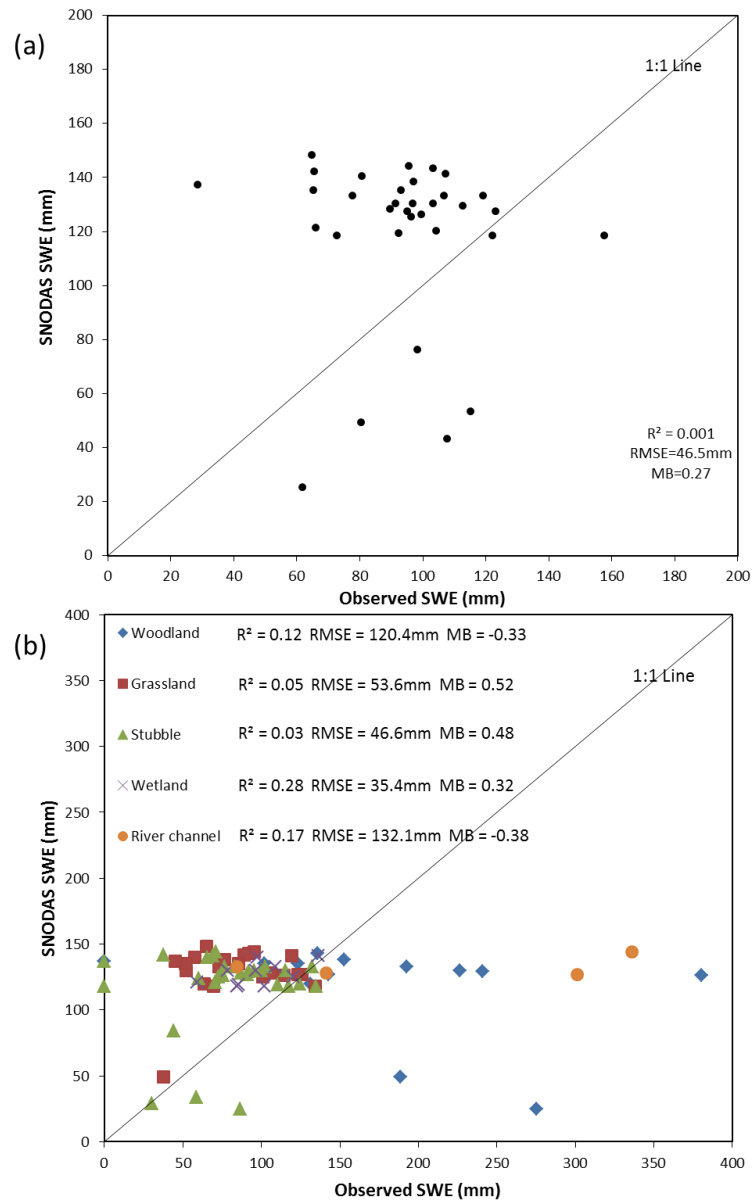 (a)
200
180
160
140
120
100
80
60
40
20
0
SNODAS SWE (mm)
1:1 Line
R² = 0.001
RMSE=46.5mm
MB=0.27
0 20 40 60 80 100 120 140 160 180 200
Observed SWE (mm)
(b)
400
350
300
250
200
150
100
50
0
SNODAS SWE (mm)
Woodland R² = 0.12 RMSE = 120.4mm MB = -0.33
1:1 Line
Grassland R² = 0.05 RMSE = 53.6mm MB = 0.52
Stubble R² = 0.03 RMSE = 46.6mm MB = 0.48
Wetland R² = 0.28 RMSE = 35.4mm MB = 0.32
River channel R² = 0.17 RMSE = 132.1mm MB = -0.38
0 50 100 150 200 250 300 350 400
Observed SWE (mm)